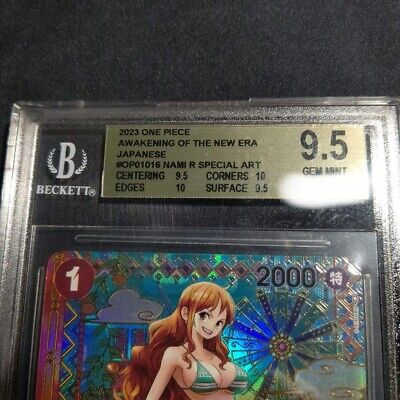 2023 ONE PIECE
AWAKENING OF THE NEW ERA
JAPANESE
#OP01016 NAMI R SPECIAL ART
CENTERING 9.5 CORNERS 10
EDGES 10 SURFACE 9.5
9.5
GEM MINT
B
BECKETT®
1
2000 特